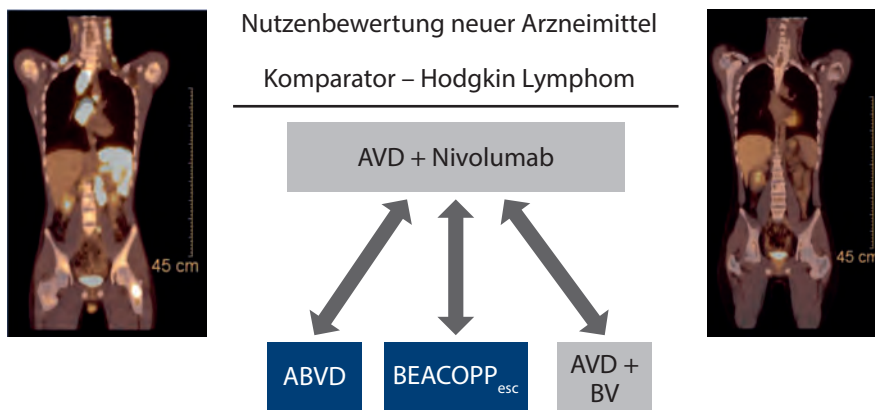 Nutzenbewertung neuer Arzneimittel
Komparator – Hodgkin Lymphom
AVD + Nivolumab
45 cm
45 cm
ABVD
BEACOPPesc
AVD +
BV